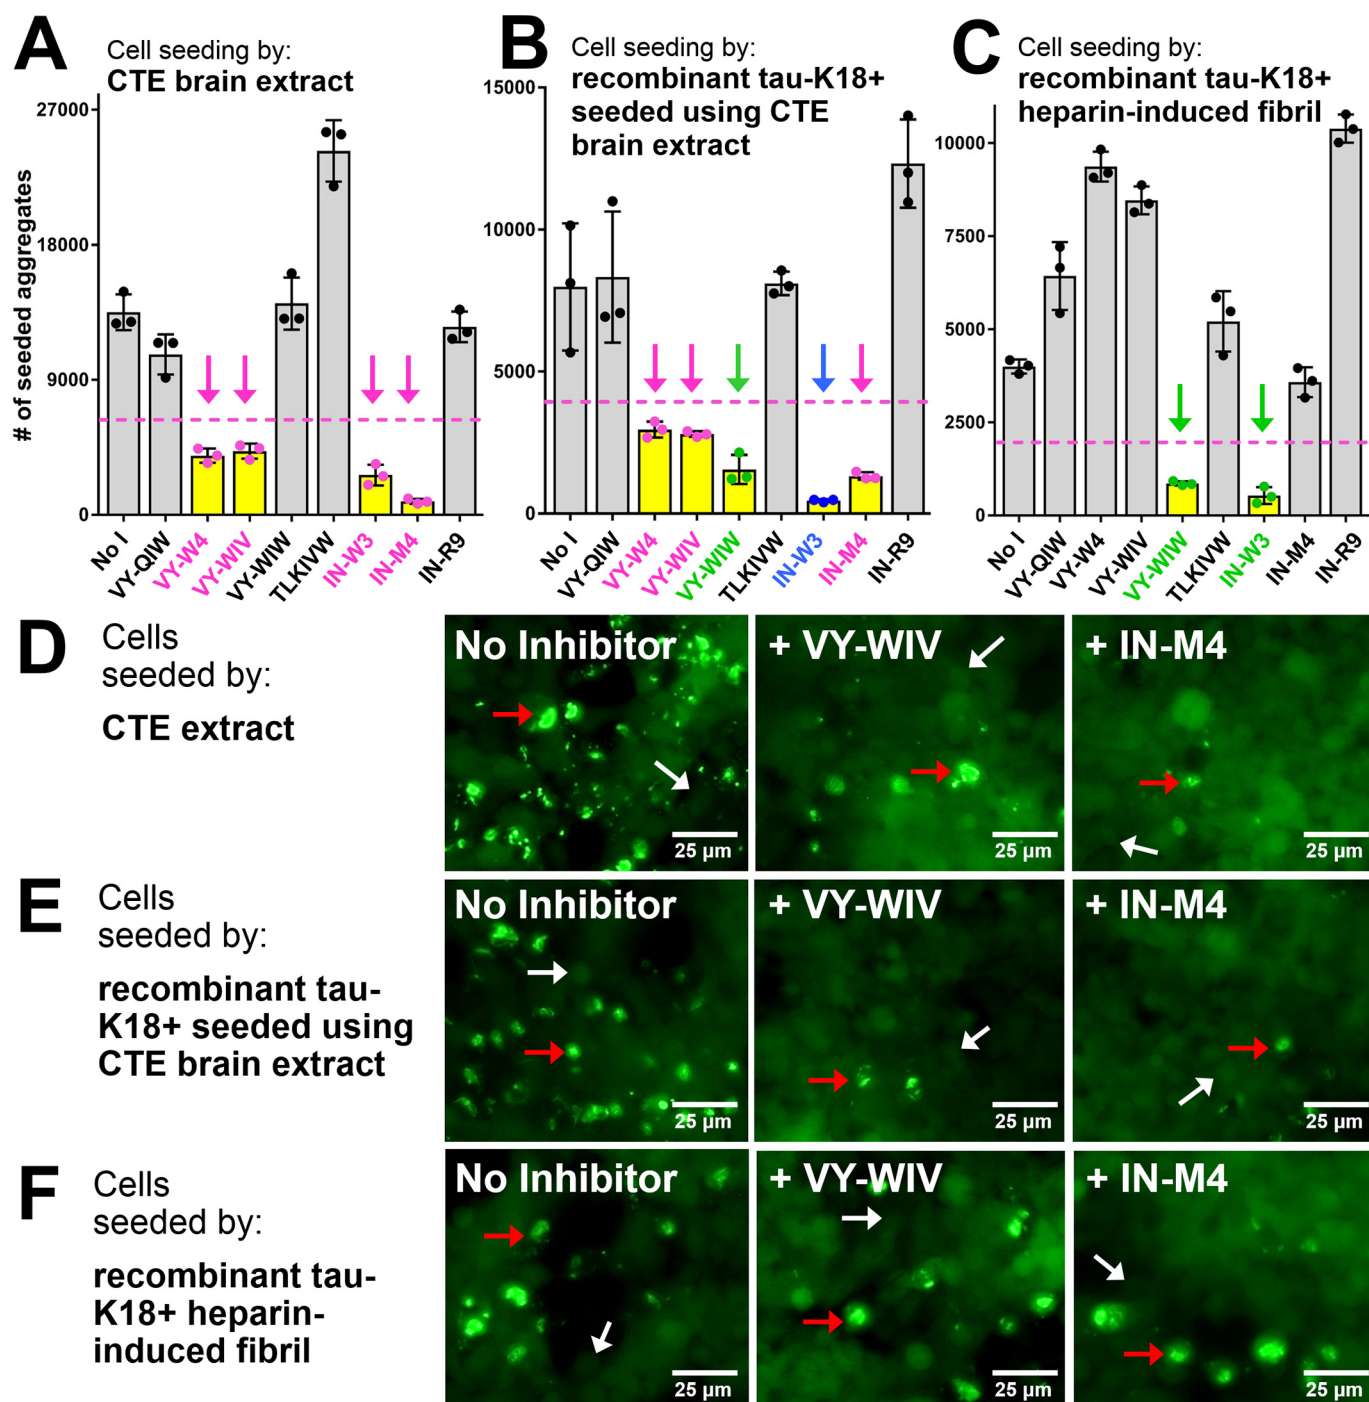 A
Cell seeding by:
CTE brain extract
# of seeded aggregates
27000
18000
9000
0
No I
VY-QIW
VY-W4
VY-WIV
VY-WIW
TLKIVW
IN-W3
IN-M4
IN-R9
B
Cell seeding by:
recombinant tau-K18+
seeded using CTE
brain extract
15000
10000
5000
0
No I
VY-QIW
VY-W4
VY-WIV
VY-WIW
TLKIVW
IN-W3
IN-M4
IN-R9
C
Cell seeding by:
recombinant tau-K18+
heparin-induced fibril
10000
7500
5000
2500
0
No I
VY-QIW
VY-W4
VY-WIV
VY-WIW
TLKIVW
IN-W3
IN-M4
IN-R9
D
Cells
seeded by:
CTE extract
No Inhibitor
25 µm
+ VY-WIV
25 µm
+ IN-M4
25 µm
E
Cells
seeded by:
recombinant tau-
K18+ seeded using
CTE brain extract
No Inhibitor
25 µm
+ VY-WIV
25 µm
+ IN-M4
25 µm
F
Cells
seeded by:
recombinant tau-
K18+ heparin-
induced fibril
No Inhibitor
25 µm
+ VY-WIV
25 µm
+ IN-M4
25 µm